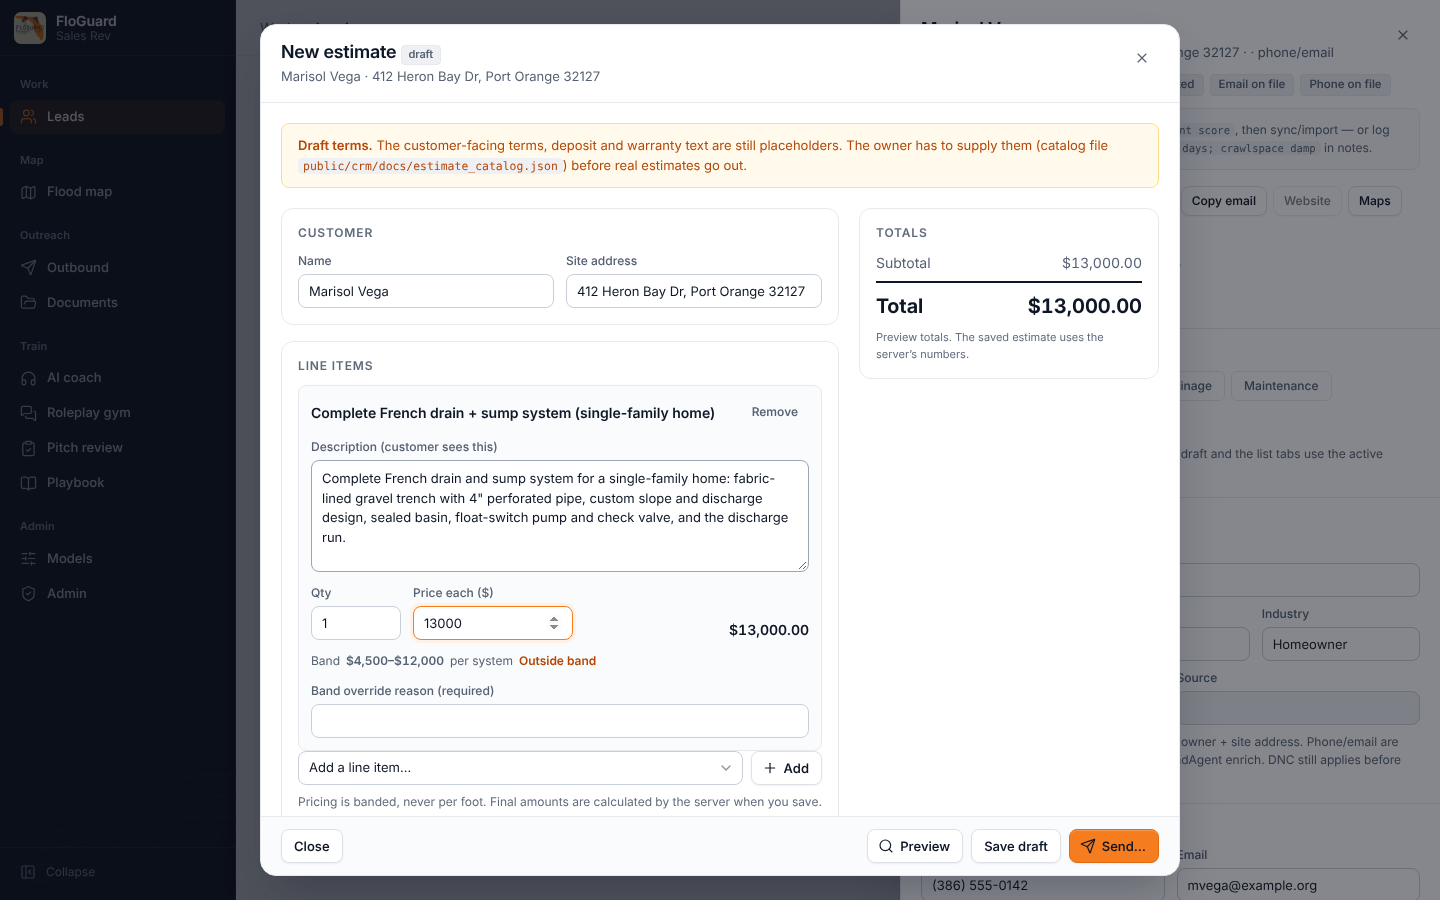 FloGuard
Sales Rev
Work
Leads
Map
Flood map
Outreach
Outbound
Documents
Train
AI coach
Roleplay gym
Pitch review
Playbook
Admin
Models
Admin
Collapse
New estimate draft
Marisol Vega · 412 Heron Bay Dr, Port Orange 32127
Draft terms. The customer-facing terms, deposit and warranty text are still placeholders. The owner has to supply them (catalog file
public/crm/docs/estimate_catalog.json ) before real estimates go out.
CUSTOMER
Name
Marisol Vega
Site address
412 Heron Bay Dr, Port Orange 32127
LINE ITEMS
Complete French drain + sump system (single-family home)
Remove
Description (customer sees this)
Complete French drain and sump system for a single-family home: fabric-
lined gravel trench with 4" perforated pipe, custom slope and discharge
design, sealed basin, float-switch pump and check valve, and the discharge
run.
Qty
1
Price each ($)
13000
$13,000.00
Band $4,500–$12,000 per system Outside band
Band override reason (required)
Add a line item...
Add
Pricing is banded, never per foot. Final amounts are calculated by the server when you save.
TOTALS
Subtotal $13,000.00
Total $13,000.00
Preview totals. The saved estimate uses the
server's numbers.
Close
Preview
Save draft
Send...
32127 · · phone/email
Email on file
Phone on file
score , then sync/import — or log
days; crawlspace damp in notes.
Copy email
Website
Maps
Maintenance
draft and the list tabs use the active
Industry
Homeowner
Source
owner + site address. Phone/email are
enrich. DNC still applies before
Email
(386) 555-0142
mvega@example.org